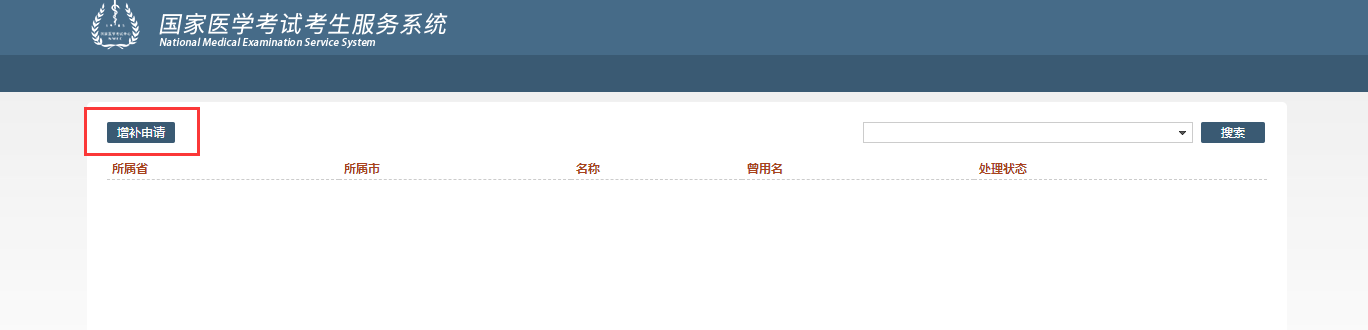 国家医学考试考生服务系统
National Medical Examination Service System
增补申请
搜索
所属省 所属市 名称 曾用名 处理状态